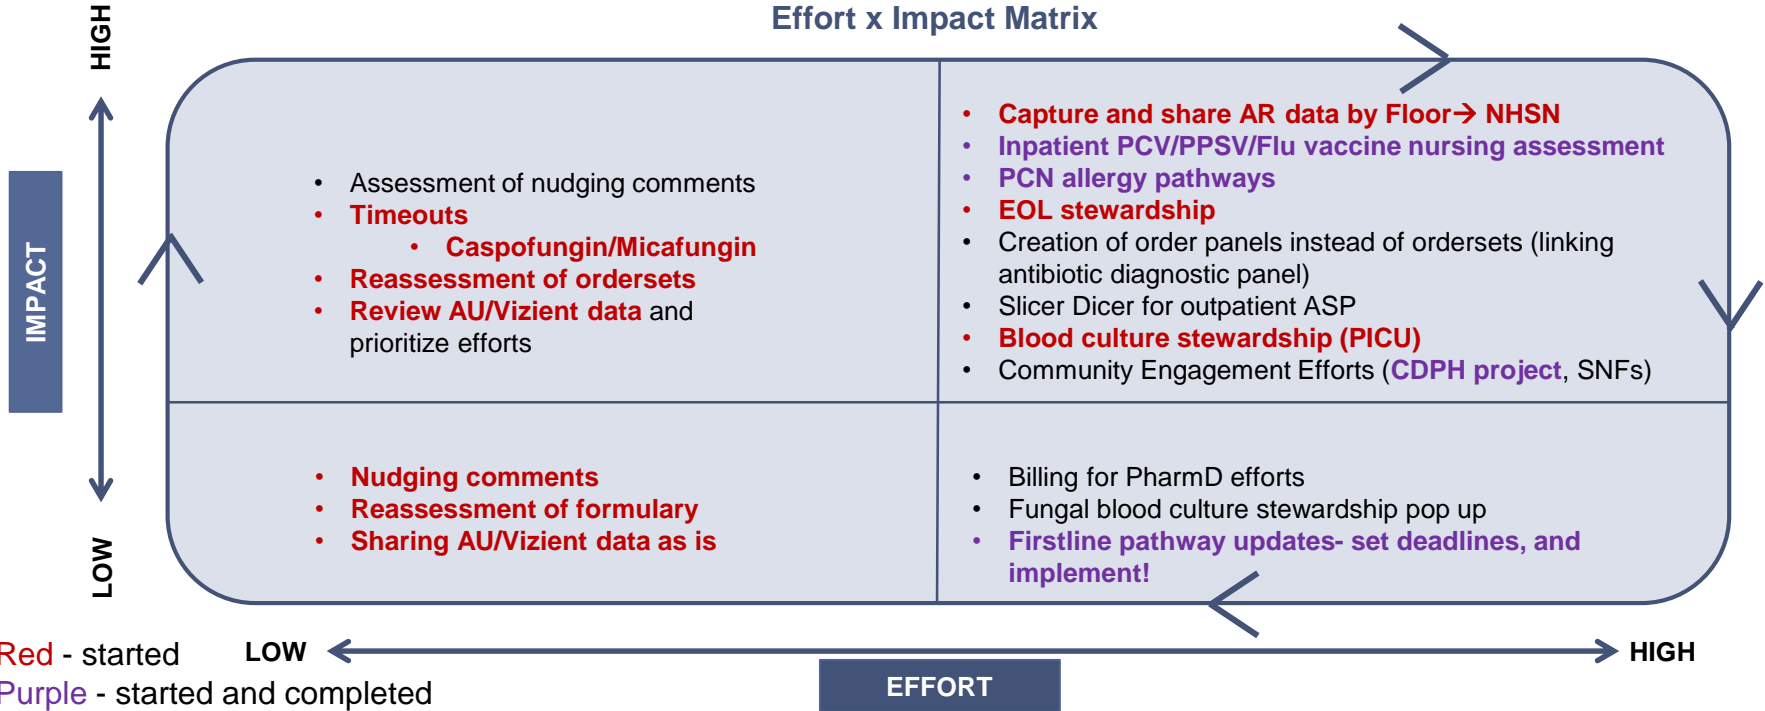 Effort x Impact Matrix
HIGH
IMPACT
LOW
• Assessment of nudging comments
• Timeouts
• Caspofungin/Micafungin
• Reassessment of ordersets
• Review AU/Vizient data and
prioritize efforts
• Capture and share AR data by Floor→ NHSN
• Inpatient PCV/PPSV/Flu vaccine nursing assessment
• PCN allergy pathways
• EOL stewardship
• Creation of order panels instead of ordersets (linking
antibiotic diagnostic panel)
• Slicer Dicer for outpatient ASP
• Blood culture stewardship (PICU)
• Community Engagement Efforts (CDPH project, SNFs)
• Nudging comments
• Reassessment of formulary
• Sharing AU/Vizient data as is
• Billing for PharmD efforts
• Fungal blood culture stewardship pop up
• Firstline pathway updates- set deadlines, and
implement!
Red - started
Purple - started and completed
LOW
EFFORT
HIGH